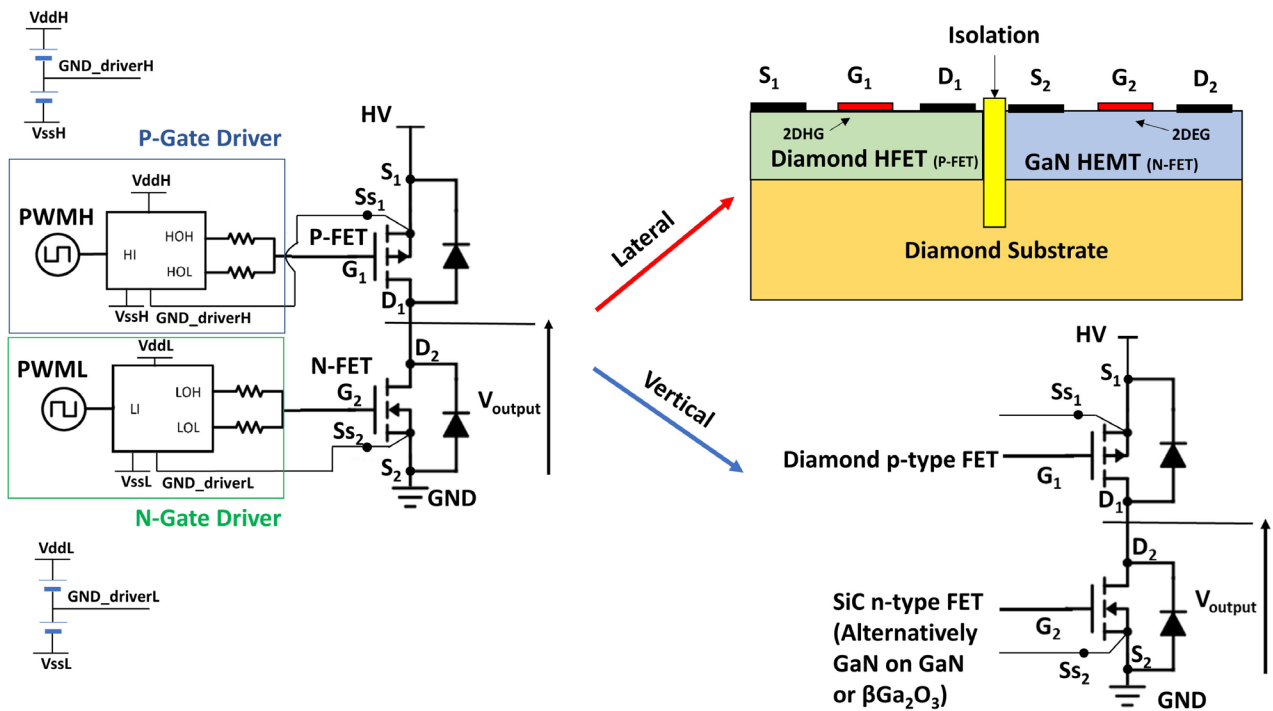 VddH
GND_driverH
VssH
P-Gate Driver
PWMH
VddH
HI
HOH
HOL
VssH
GND_driverH
HV
S₁
Ss₁
P-FET
G₁
D₁
PWML
VddL
LI
LOH
LOL
VssL
GND_driverL
N-Gate Driver
D₂
N-FET
G₂
Ss₂
S₂
GND
Voutput
VddL
GND_driverL
VssL
Lateral
Vertical
Isolation
S₁ G₁ D₁ S₂ G₂ D₂
2DHG
2DEG
Diamond HFET (P-FET)
GaN HEMT (N-FET)
Diamond Substrate
HV
S₁
Ss₁
Diamond p-type FET
G₁
D₁
D₂
SiC n-type FET
(Alternatively
GaN on GaN
or βGa₂O₃)
G₂
Voutput
S₂
Ss₂
GND